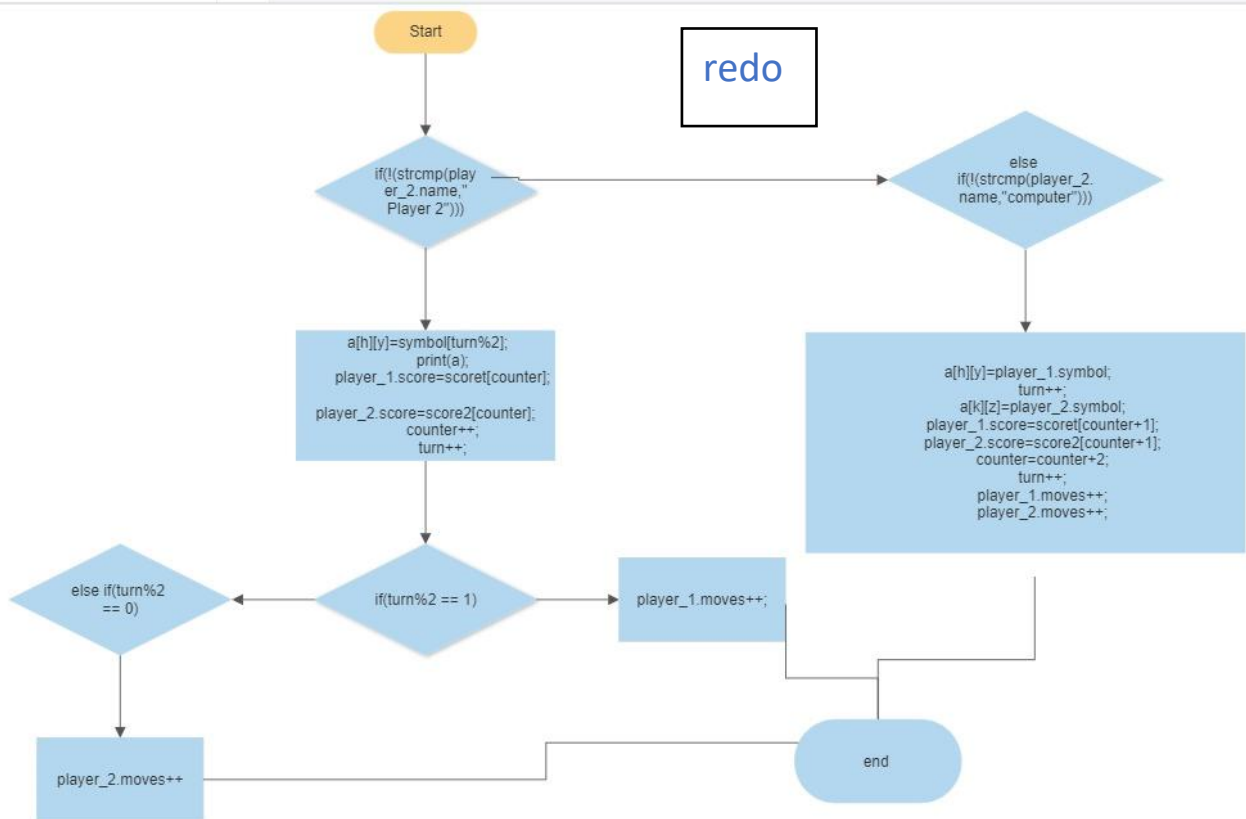 Start
redo
if(!(strcmp(play
er_2.name,"
Player 2")))
else
if(!(strcmp(player_2.
name,"computer")))
a[h][y]=symbol[turn%2];
print(a);
player_1.score=scoret[counter];
player_2.score=score2[counter];
counter++;
turn++;
a[h][y]=player_1.symbol;
turn++;
a[k][z]=player_2.symbol;
player_1.score=scoret[counter+1];
player_2.score=score2[counter+1];
counter=counter+2;
turn++;
player_1.moves++;
player_2.moves++;
else if(turn%2
== 0)
if(turn%2 == 1)
player_1.moves++;
player_2.moves++
end